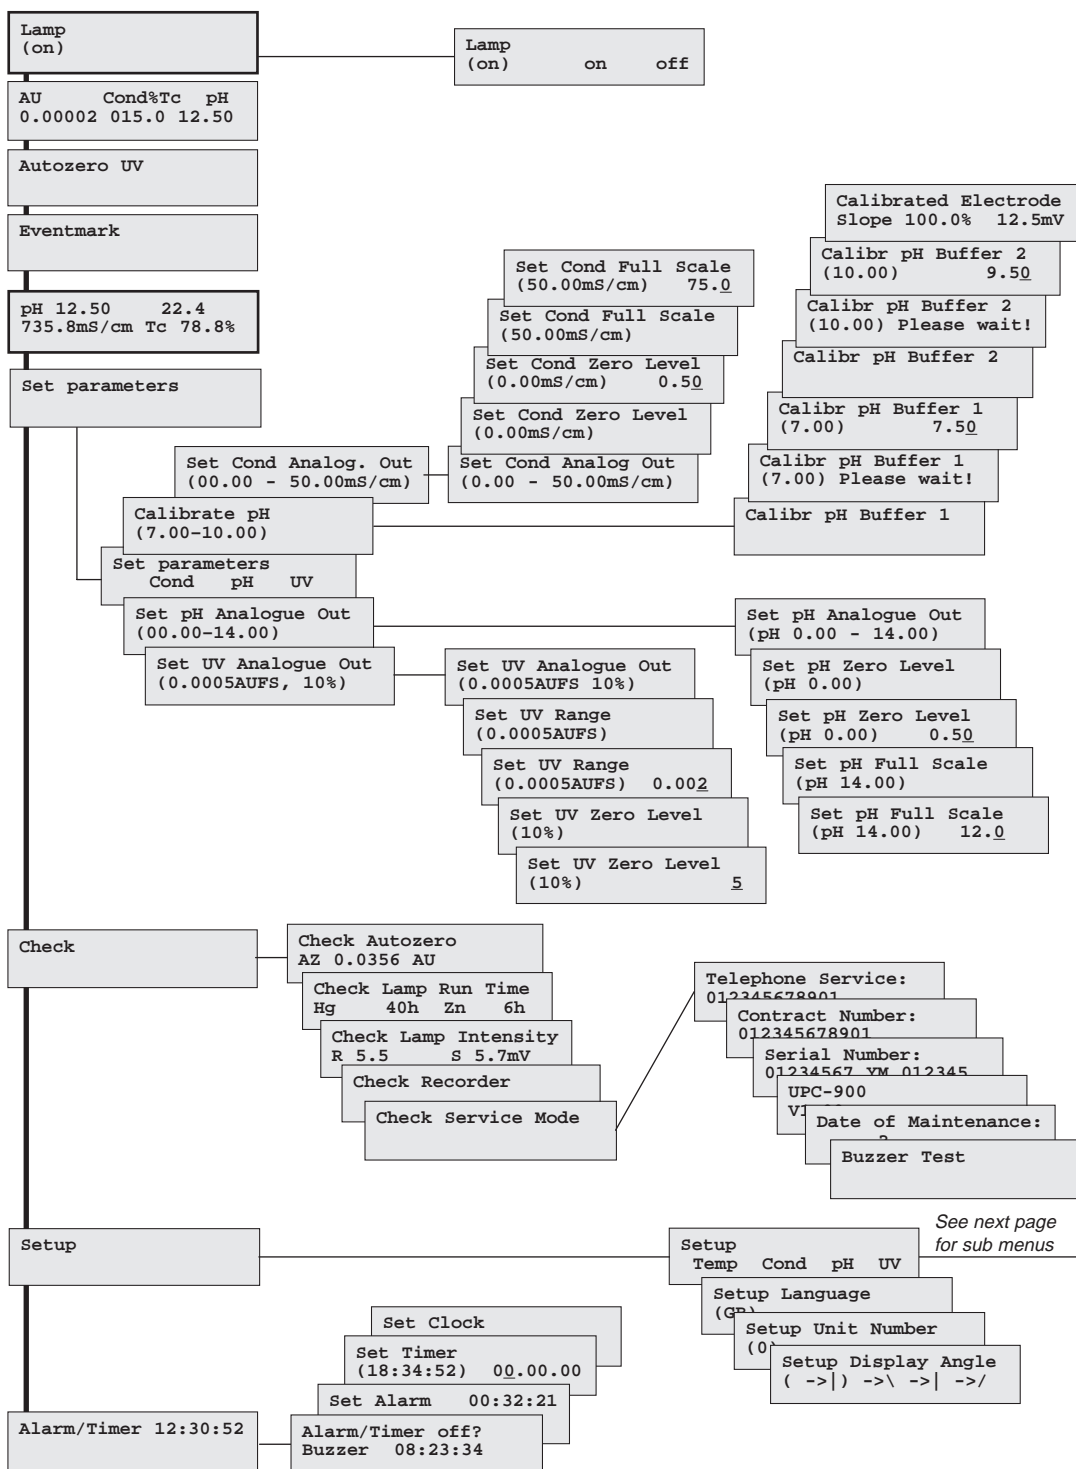 Lamp
(on)
Lamp
(on) on off
AU Cond%Tc pH
0.00002 015.0 12.50
Autozero UV
Eventmark
pH 12.50 22.4
735.8mS/cm Tc 78.8%
Set parameters
Calibrated Electrode
Slope 100.0% 12.5mV
Calibr pH Buffer 2
(10.00) 9.50
Calibr pH Buffer 2
(10.00) Please wait!
Calibr pH Buffer 2
Calibr pH Buffer 1
(7.00) 7.50
Calibr pH Buffer 1
(7.00) Please wait!
Calibr pH Buffer 1
Set Cond Full Scale
(50.00mS/cm) 75.0
Set Cond Full Scale
(50.00mS/cm)
Set Cond Zero Level
(0.00mS/cm) 0.50
Set Cond Zero Level
(0.00mS/cm)
Set Cond Analog Out
(0.00 - 50.00mS/cm)
Set Cond Analog. Out
(00.00 - 50.00mS/cm)
Calibrate pH
(7.00-10.00)
Set parameters
Cond pH UV
Set pH Analogue Out
(00.00-14.00)
Set UV Analogue Out
(0.0005AUFS, 10%)
Set UV Analogue Out
(0.0005AUFS 10%)
Set UV Range
(0.0005AUFS)
Set UV Range
(0.0005AUFS) 0.002
Set UV Zero Level
(10%)
Set UV Zero Level
(10%) 5
Set pH Analogue Out
(pH 0.00 - 14.00)
Set pH Zero Level
(pH 0.00)
Set pH Zero Level
(pH 0.00) 0.50
Set pH Full Scale
(pH 14.00)
Set pH Full Scale
(pH 14.00) 12.0
Check
Check Autozero
AZ 0.0356 AU
Check Lamp Run Time
Hg 40h Zn 6h
Check Lamp Intensity
R 5.5 S 5.7mV
Check Recorder
Check Service Mode
Telephone Service:
012345678901
Contract Number:
012345678901
Serial Number:
01234567 YM 012345
UPC-900
Date of Maintenance:
Buzzer Test
Setup
Setup
Temp Cond pH UV
See next page
for sub menus
Setup Language
(GB)
Setup Unit Number
(0)
Setup Display Angle
( ->|) ->\ ->| ->/
Set Clock
Set Timer
(18:34:52) 00.00.00
Set Alarm 00:32:21
Alarm/Timer off?
Buzzer 08:23:34
Alarm/Timer 12:30:52